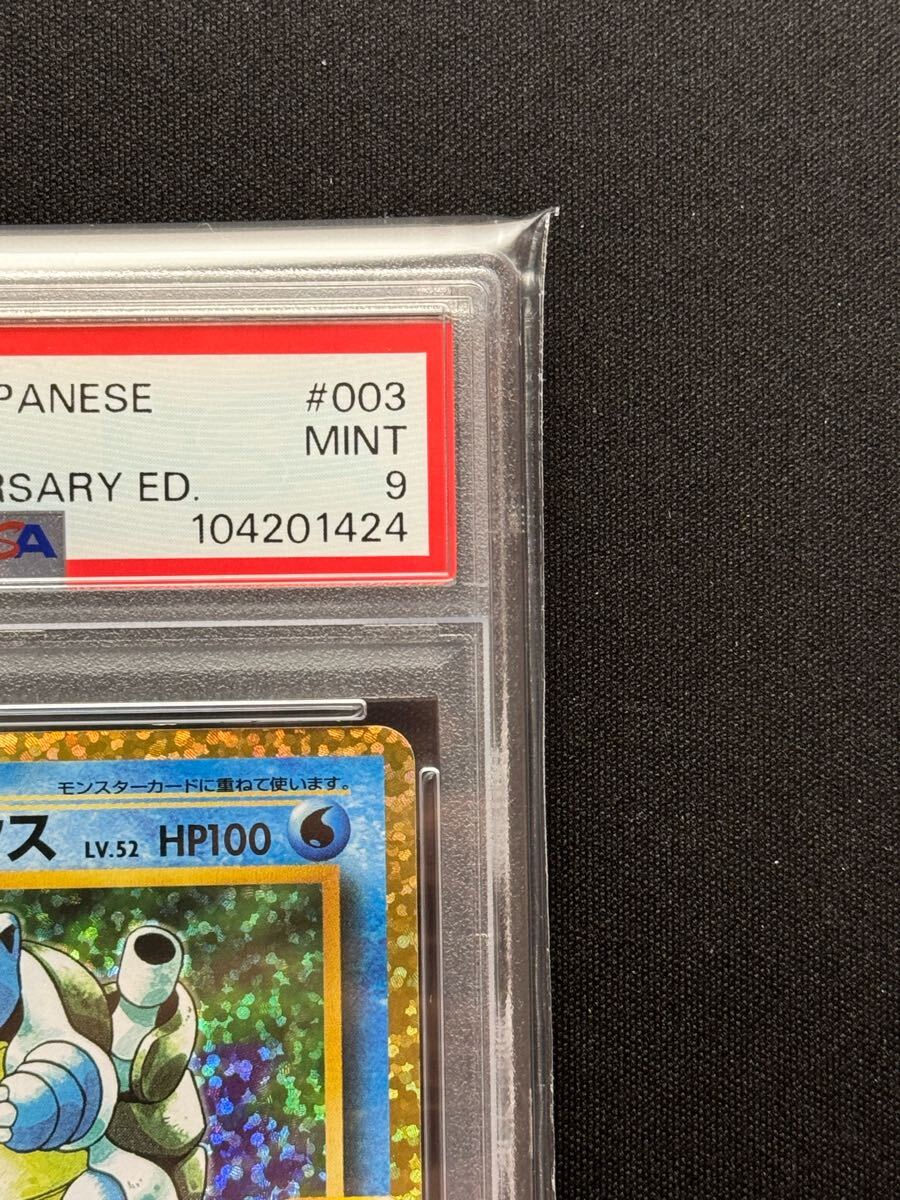 PANESE #003
MINT
RSARY ED. 9
SA 104201424
モンスターカードに重ねて使います。
ス LV.52 HP100